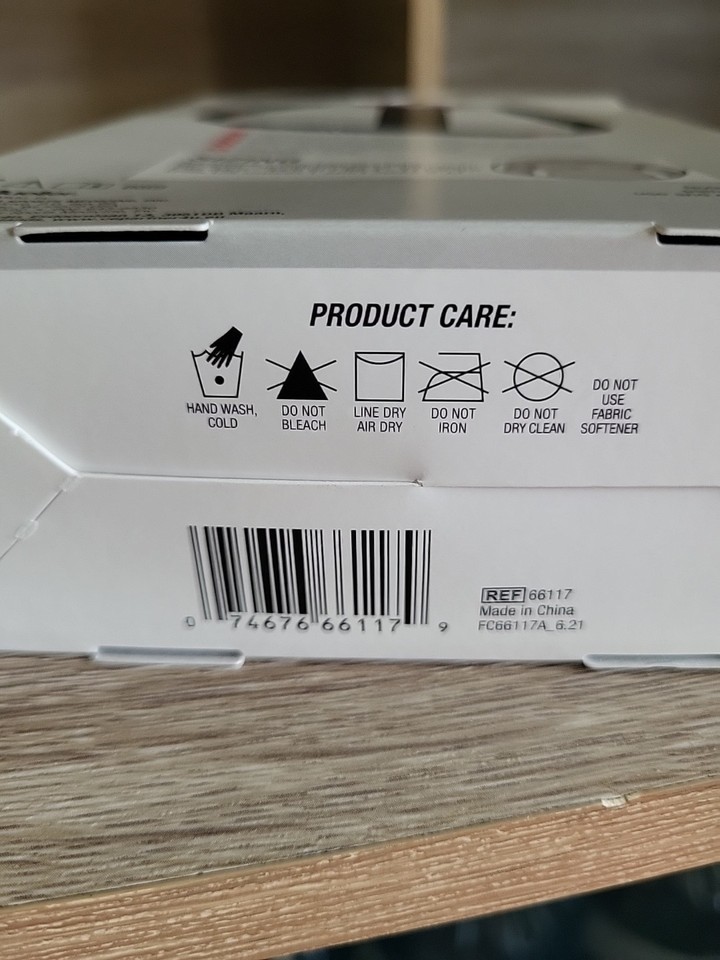 PRODUCT CARE:
HAND WASH,
COLD
DO NOT
BLEACH
LINE DRY
AIR DRY
DO NOT
IRON
DO NOT
DRY CLEAN
DO NOT
USE
FABRIC
SOFTENER
0 74676 66117 9
REF 66117
Made in China
FC66117A_6.21